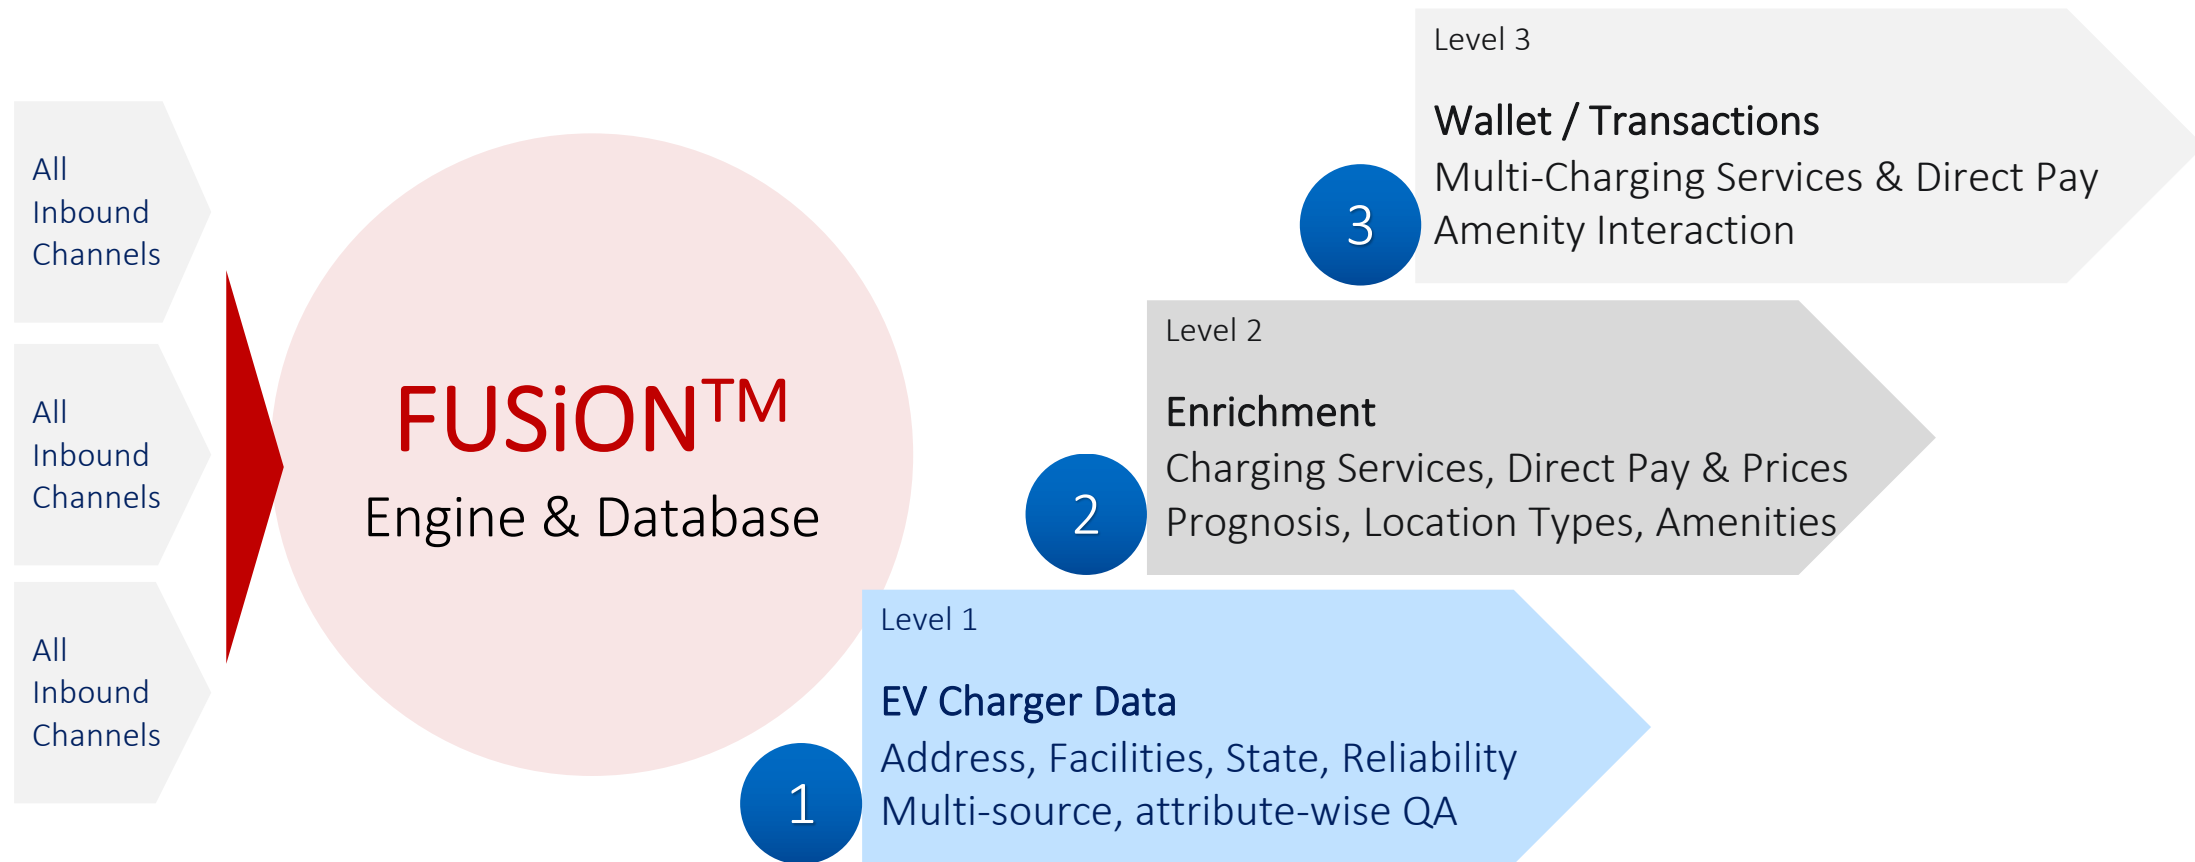 All
Inbound
Channels
All
Inbound
Channels
All
Inbound
Channels
FUSiON™
Engine & Database
Level 3
Wallet / Transactions
Multi-Charging Services & Direct Pay
Amenity Interaction
3
Level 2
Enrichment
Charging Services, Direct Pay & Prices
Prognosis, Location Types, Amenities
2
Level 1
EV Charger Data
Address, Facilities, State, Reliability
Multi-source, attribute-wise QA
1